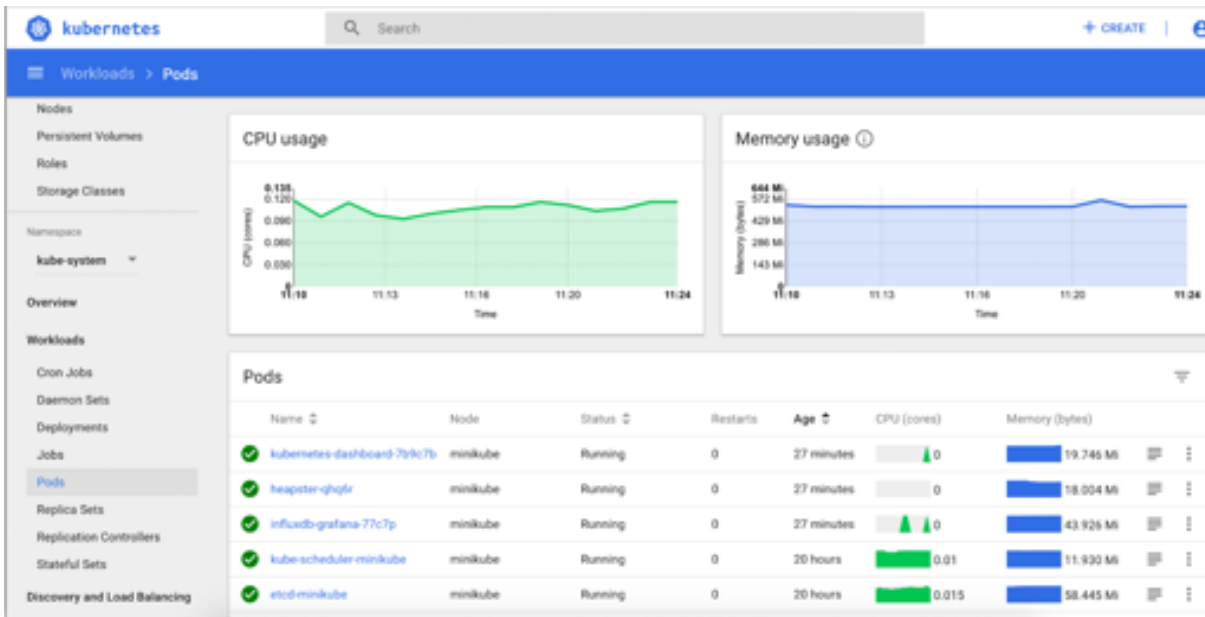 kubernetes
Search
+ CREATE
Workloads > Pods
Nodes
Persistent Volumes
Roles
Storage Classes
Namespace
kube-system
Overview
Workloads
Cron Jobs
Daemon Sets
Deployments
Jobs
Pods
Replica Sets
Replication Controllers
Stateful Sets
Discovery and Load Balancing
CPU usage
CPU (cores)
0.135
0.120
0.090
0.060
0.030
0
11:10 11:13 11:16 11:20 11:24
Time
Memory usage
Memory (bytes)
644 Mi
572 Mi
429 Mi
286 Mi
143 Mi
0
11:10 11:13 11:16 11:20 11:24
Time
Pods
Name Node Status Restarts Age CPU (cores) Memory (bytes)
kubernetes-dashboard-7b9c7b minikube Running 0 27 minutes 0 19.746 Mi
heapster-qhq6r minikube Running 0 27 minutes 0 18.004 Mi
influxdb-grafana-77c7p minikube Running 0 27 minutes 0 43.926 Mi
kube-scheduler-minikube minikube Running 0 20 hours 0.01 11.930 Mi
etcd-minikube minikube Running 0 20 hours 0.015 58.445 Mi